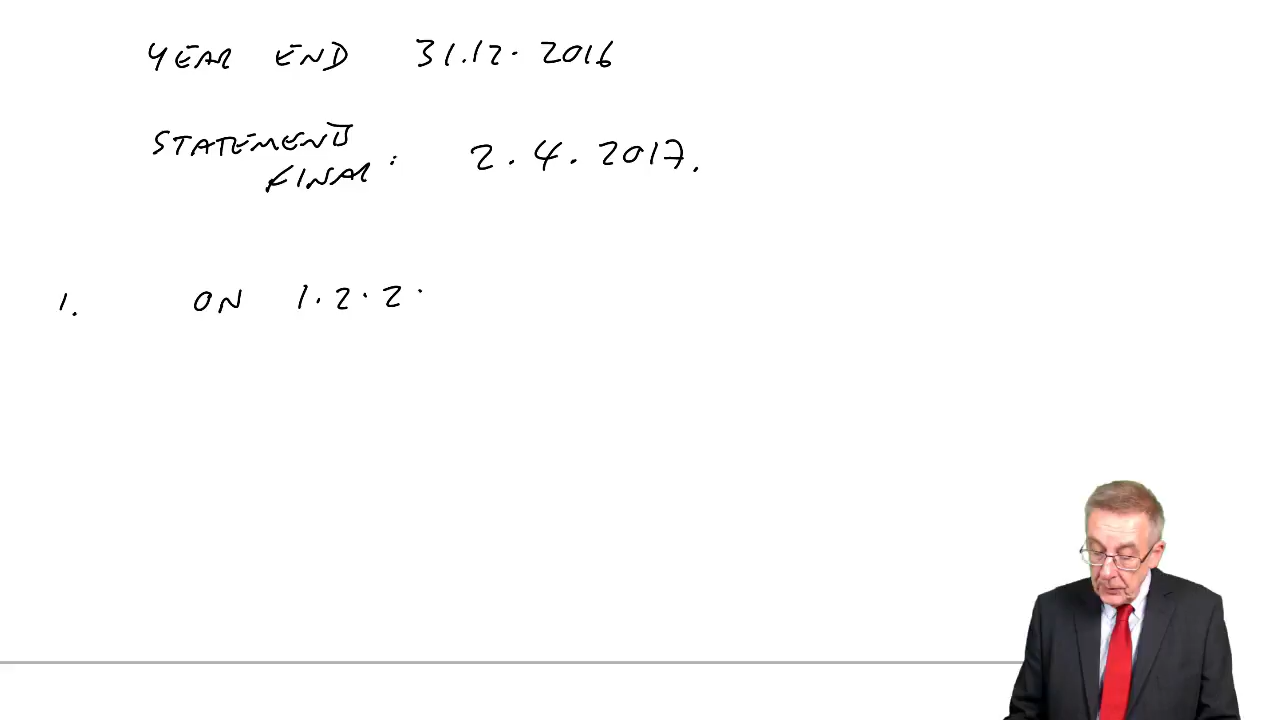 YEAR END 31.12.2016
STATEMENTS
FINAL : 2.4.2017.
1. ON 1.2.2.